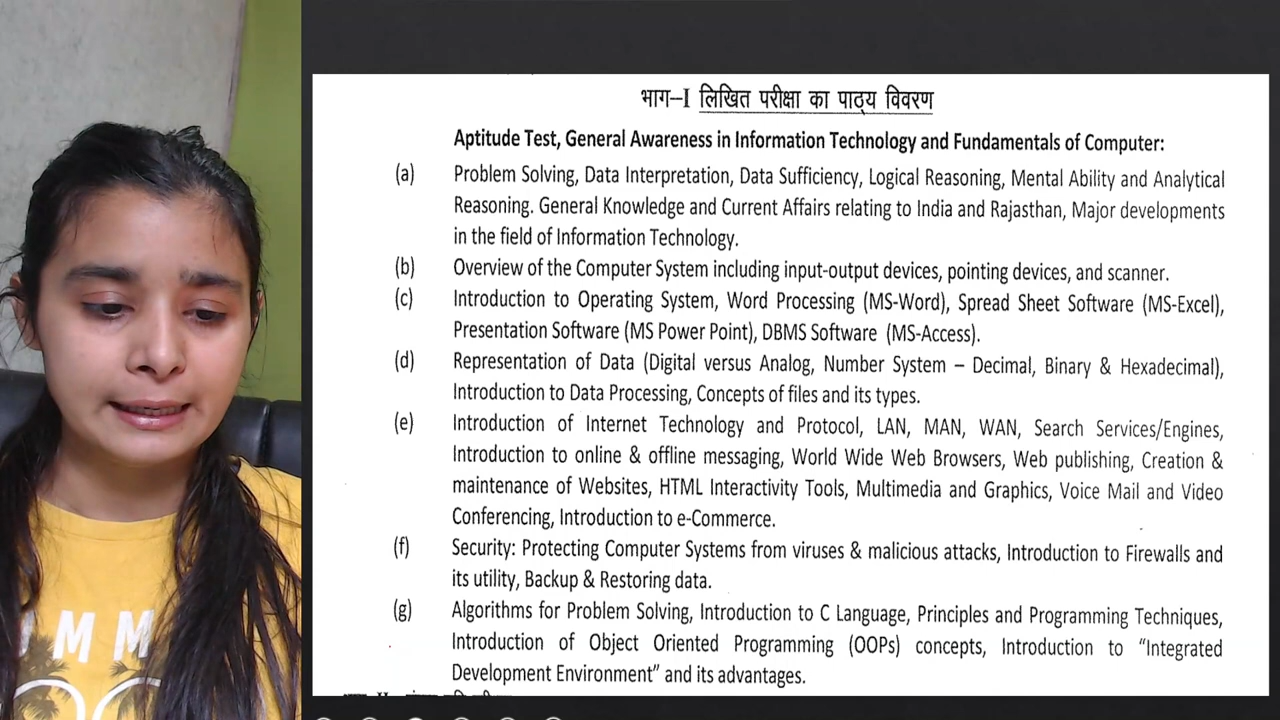 भाग–I लिखित परीक्षा का पाठ्य विवरण
Aptitude Test, General Awareness in Information Technology and Fundamentals of Computer:
(a) Problem Solving, Data Interpretation, Data Sufficiency, Logical Reasoning, Mental Ability and Analytical
Reasoning. General Knowledge and Current Affairs relating to India and Rajasthan, Major developments
in the field of Information Technology.
(b) Overview of the Computer System including input-output devices, pointing devices, and scanner.
(c) Introduction to Operating System, Word Processing (MS-Word), Spread Sheet Software (MS-Excel),
Presentation Software (MS Power Point), DBMS Software (MS-Access).
(d) Representation of Data (Digital versus Analog, Number System – Decimal, Binary & Hexadecimal),
Introduction to Data Processing, Concepts of files and its types.
(e) Introduction of Internet Technology and Protocol, LAN, MAN, WAN, Search Services/Engines,
Introduction to online & offline messaging, World Wide Web Browsers, Web publishing, Creation &
maintenance of Websites, HTML Interactivity Tools, Multimedia and Graphics, Voice Mail and Video
Conferencing, Introduction to e-Commerce.
(f) Security: Protecting Computer Systems from viruses & malicious attacks, Introduction to Firewalls and
its utility, Backup & Restoring data.
(g) Algorithms for Problem Solving, Introduction to C Language, Principles and Programming Techniques,
Introduction of Object Oriented Programming (OOPs) concepts, Introduction to “Integrated
Development Environment” and its advantages.